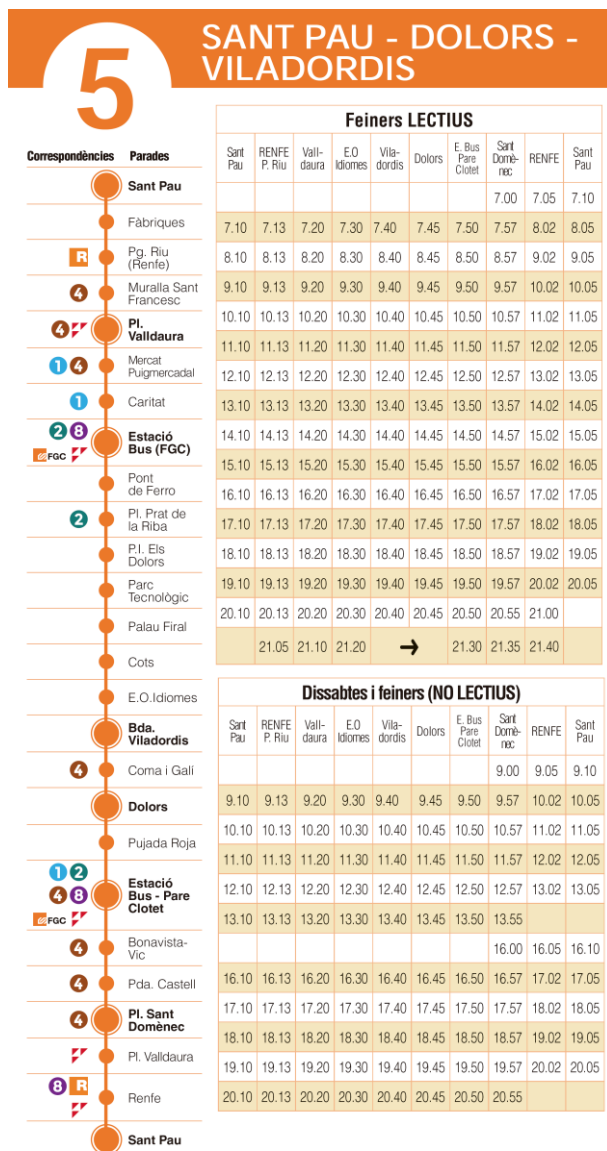 5
SANT PAU - DOLORS -
VILADORDIS
Correspondències Parades
Sant Pau
Fàbriques
R Pg. Riu
(Renfe)
4 Muralla Sant
Francesc
4 Pl.
Valldaura
1 4 Mercat
Puigmercadal
1 Caritat
2 8 Estació
FGC Bus (FGC)
Pont
de Ferro
2 Pl. Prat de
la Riba
P.I. Els
Dolors
Parc
Tecnològic
Palau Firal
Cots
E.O.Idiomes
Bda.
Viladordis
4 Coma i Galí
Dolors
Pujada Roja
1 2 Estació
4 8 Bus - Pare
FGC Clotet
4 Bonavista-
Vic
4 Pda. Castell
4 Pl. Sant
Domènec
Pl. Valldaura
8 R Renfe
Sant Pau
Feiners LECTIUS
Sant Pau RENFE P. Riu Vall-daura E.O Idiomes Vila-dordis Dolors E. Bus Pare Clotet Sant Domè-nec RENFE Sant Pau
7.00 7.05 7.10
7.10 7.13 7.20 7.30 7.40 7.45 7.50 7.57 8.02 8.05
8.10 8.13 8.20 8.30 8.40 8.45 8.50 8.57 9.02 9.05
9.10 9.13 9.20 9.30 9.40 9.45 9.50 9.57 10.02 10.05
10.10 10.13 10.20 10.30 10.40 10.45 10.50 10.57 11.02 11.05
11.10 11.13 11.20 11.30 11.40 11.45 11.50 11.57 12.02 12.05
12.10 12.13 12.20 12.30 12.40 12.45 12.50 12.57 13.02 13.05
13.10 13.13 13.20 13.30 13.40 13.45 13.50 13.57 14.02 14.05
14.10 14.13 14.20 14.30 14.40 14.45 14.50 14.57 15.02 15.05
15.10 15.13 15.20 15.30 15.40 15.45 15.50 15.57 16.02 16.05
16.10 16.13 16.20 16.30 16.40 16.45 16.50 16.57 17.02 17.05
17.10 17.13 17.20 17.30 17.40 17.45 17.50 17.57 18.02 18.05
18.10 18.13 18.20 18.30 18.40 18.45 18.50 18.57 19.02 19.05
19.10 19.13 19.20 19.30 19.40 19.45 19.50 19.57 20.02 20.05
20.10 20.13 20.20 20.30 20.40 20.45 20.50 20.55 21.00
21.05 21.10 21.20 → 21.30 21.35 21.40
Dissabtes i feiners (NO LECTIUS)
Sant Pau RENFE P. Riu Vall-daura E.O Idiomes Vila-dordis Dolors E. Bus Pare Clotet Sant Domè-nec RENFE Sant Pau
9.00 9.05 9.10
9.10 9.13 9.20 9.30 9.40 9.45 9.50 9.57 10.02 10.05
10.10 10.13 10.20 10.30 10.40 10.45 10.50 10.57 11.02 11.05
11.10 11.13 11.20 11.30 11.40 11.45 11.50 11.57 12.02 12.05
12.10 12.13 12.20 12.30 12.40 12.45 12.50 12.57 13.02 13.05
13.10 13.13 13.20 13.30 13.40 13.45 13.50 13.55
16.00 16.05 16.10
16.10 16.13 16.20 16.30 16.40 16.45 16.50 16.57 17.02 17.05
17.10 17.13 17.20 17.30 17.40 17.45 17.50 17.57 18.02 18.05
18.10 18.13 18.20 18.30 18.40 18.45 18.50 18.57 19.02 19.05
19.10 19.13 19.20 19.30 19.40 19.45 19.50 19.57 20.02 20.05
20.10 20.13 20.20 20.30 20.40 20.45 20.50 20.55